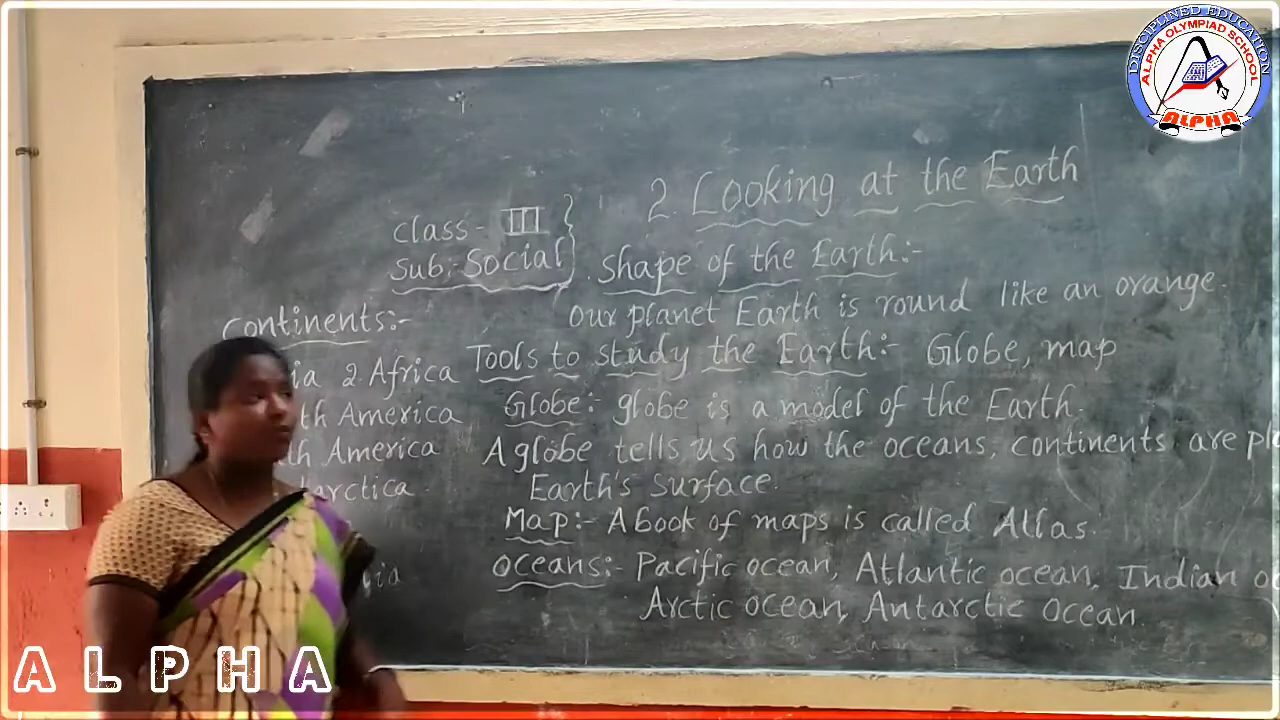 DISCIPLINED EDUCATION
ALPHA OLYMPIAD SCHOOL
ALPHA
2. Looking at the Earth
class - III
Sub:- Social
Shape of the Earth:-
Our planet Earth is round like an orange.
Continents:-
2. Africa
America
America
Tools to study the Earth:- Globe, map
Globe:- globe is a model of the Earth.
A globe tells us how the oceans, continents are
Earth's surface.
Map:- A book of maps is called Atlas.
Oceans:- Pacific ocean, Atlantic ocean, Indian
Arctic ocean, Antarctic ocean.
ALPHA